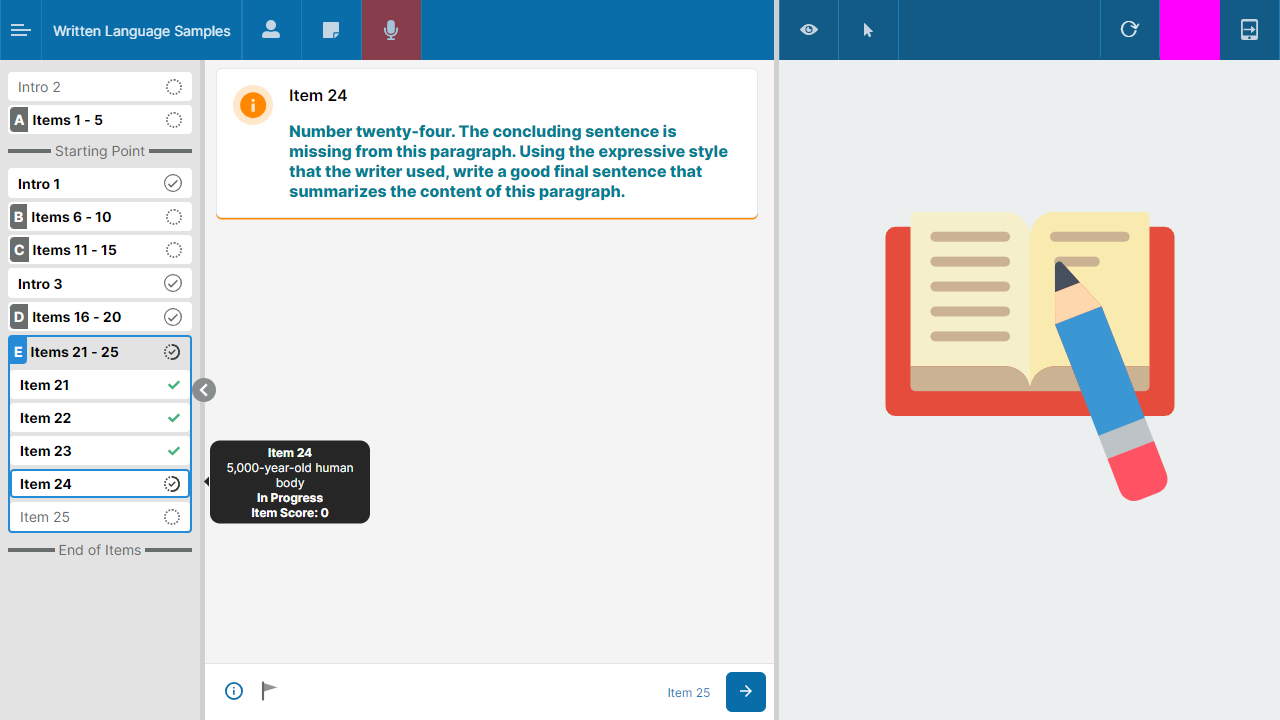 Written Language Samples
Intro 2
A Items 1 - 5
Starting Point
Intro 1
B Items 6 - 10
C Items 11 - 15
Intro 3
D Items 16 - 20
E Items 21 - 25
Item 21
Item 22
Item 23
Item 24
Item 25
End of Items
Item 24
Number twenty-four. The concluding sentence is
missing from this paragraph. Using the expressive style
that the writer used, write a good final sentence that
summarizes the content of this paragraph.
Item 24
5,000-year-old human
body
In Progress
Item Score: 0
Item 25